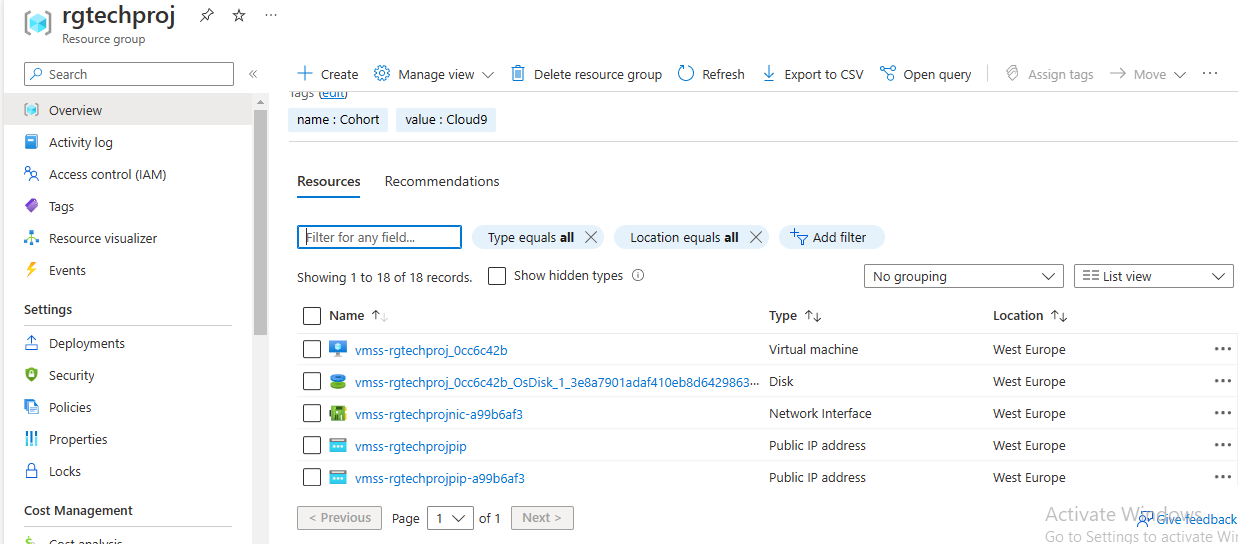 rgtechproj
Resource group
Search
Create Manage view Delete resource group Refresh Export to CSV Open query Assign tags Move
Overview
Activity log
Access control (IAM)
Tags
Resource visualizer
Events
Settings
Deployments
Security
Policies
Properties
Locks
Cost Management
Cost analysis
Tags (edit)
name : Cohort value : Cloud9
Resources Recommendations
Filter for any field... Type equals all Location equals all Add filter
Showing 1 to 18 of 18 records. Show hidden types No grouping List view
Name Type Location
vmss-rgtechproj_0cc6c42b Virtual machine West Europe
vmss-rgtechproj_0cc6c42b_OsDisk_1_3e8a7901adaf410eb8d6429863... Disk West Europe
vmss-rgtechprojnic-a99b6af3 Network Interface West Europe
vmss-rgtechprojpip Public IP address West Europe
vmss-rgtechprojpip-a99b6af3 Public IP address West Europe
< Previous Page 1 of 1 Next >
Give feedback
Activate Windows
Go to Settings to activate Wi